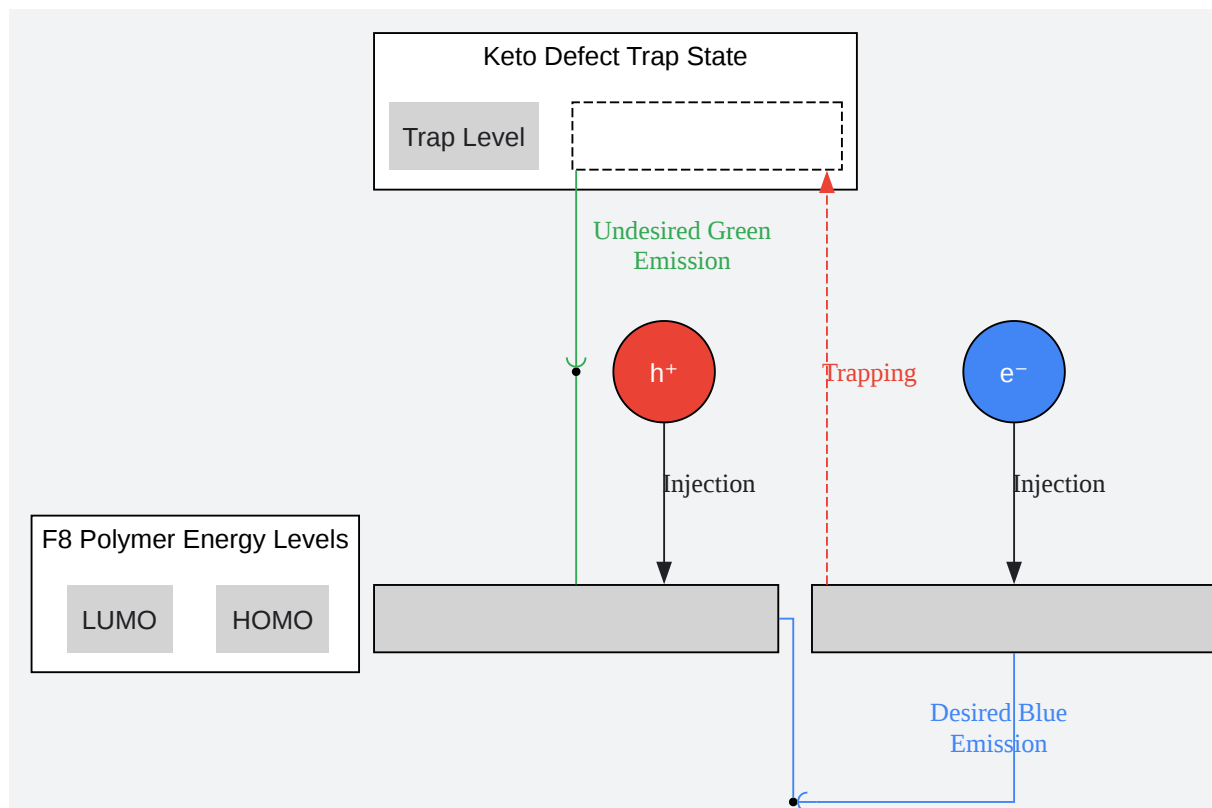 Keto Defect Trap State
Trap Level
Undesired Green
Emission
h⁺
Trapping
e⁻
Injection
Injection
F8 Polymer Energy Levels
LUMO
HOMO
Desired Blue
Emission